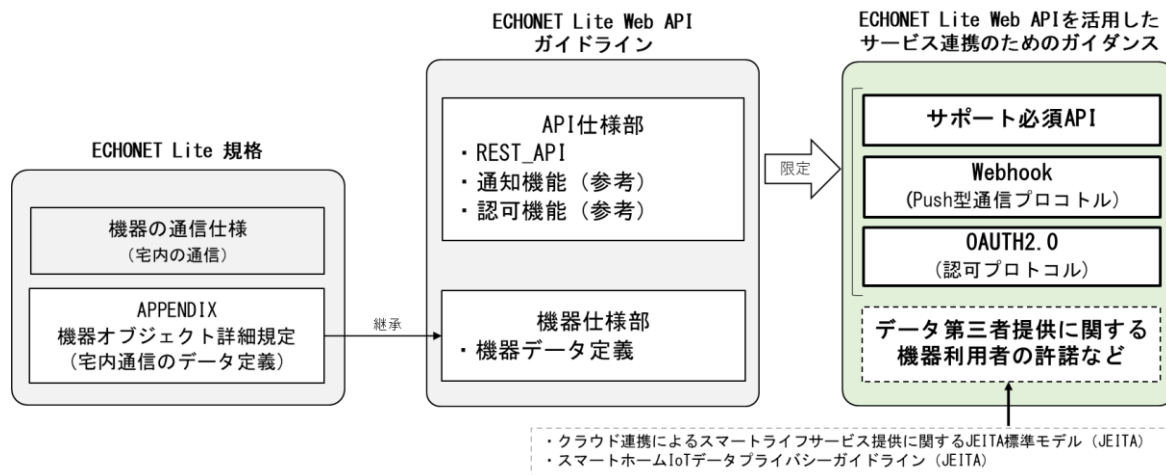 ECHONET Lite 規格
機器の通信仕様
(宅内の通信)
APPENDIX
機器オブジェクト詳細規定
(宅内通信のデータ定義)
継承
ECHONET Lite Web API
ガイドライン
API仕様部
・REST_API
・通知機能(参考)
・認可機能(参考)
機器仕様部
・機器データ定義
限定
ECHONET Lite Web APIを活用した
サービス連携のためのガイダンス
サポート必須API
Webhook
(Push型通信プロコトル)
OAUTH2.0
(認可プロトコル)
データ第三者提供に関する
機器利用者の許諾など
・クラウド連携によるスマートライフサービス提供に関するJEITA標準モデル(JEITA)
・スマートホームIoTデータプライバシーガイドライン(JEITA)